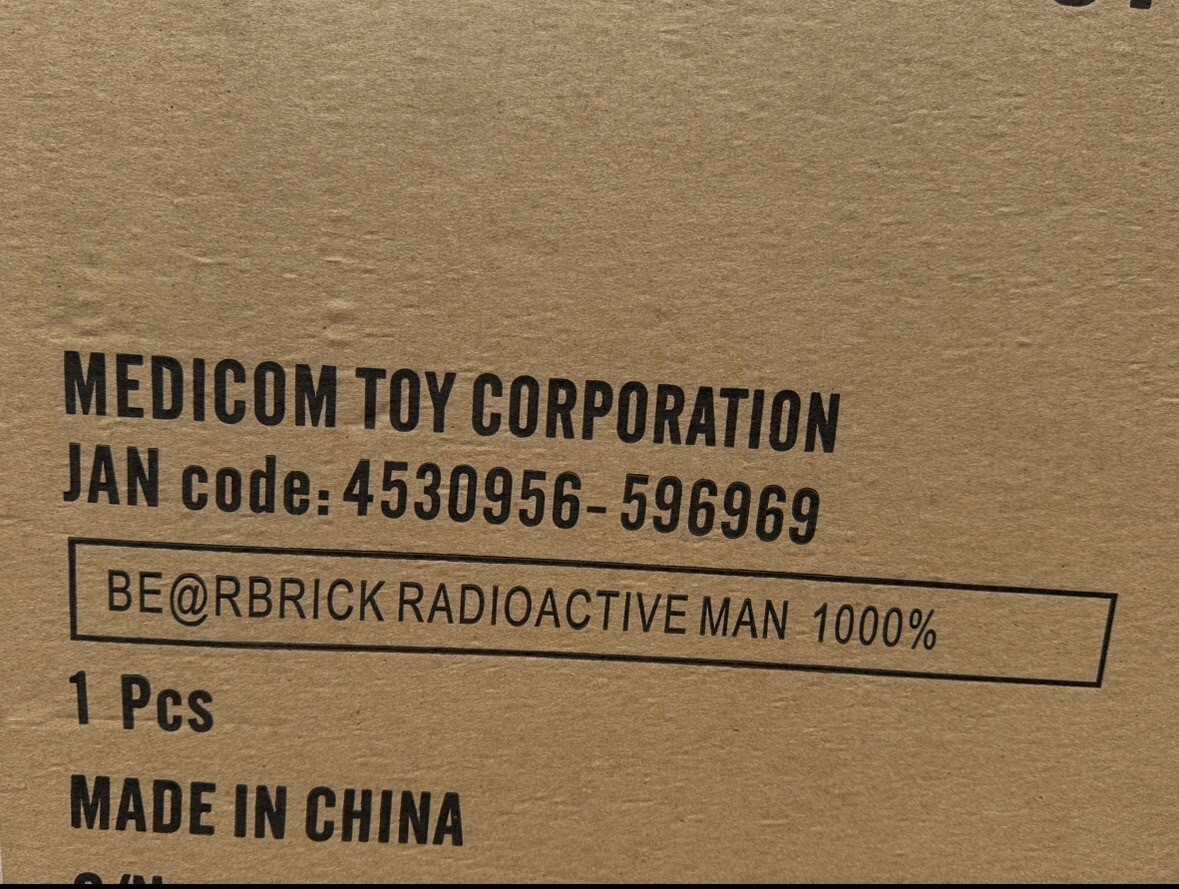 MEDICOM TOY CORPORATION
JAN code: 4530956-596969
BE@RBRICK RADIOACTIVE MAN 1000%
1 Pcs
MADE IN CHINA